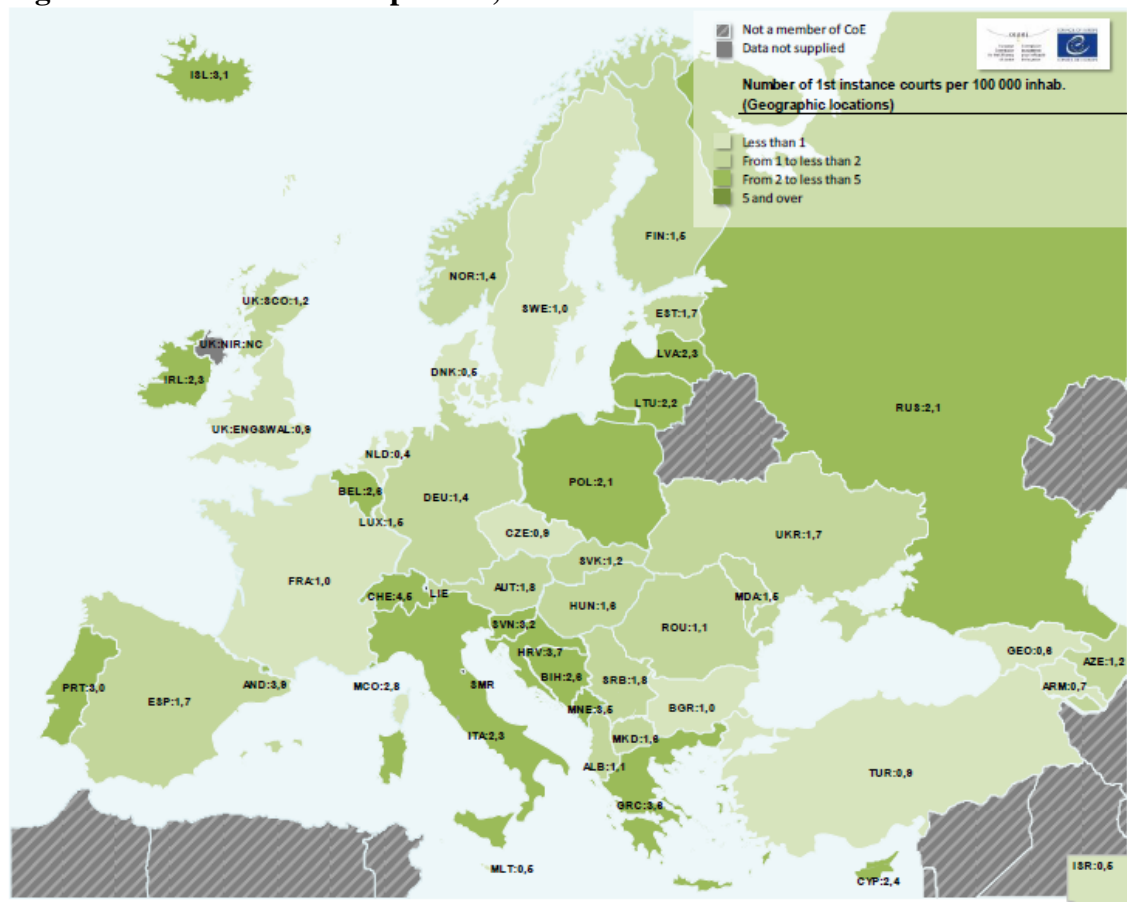 Not a member of CoE
Data not supplied
Number of 1st instance courts per 100 000 inhab.
(Geographic locations)
Less than 1
From 1 to less than 2
From 2 to less than 5
5 and over
ISL:3,1
FIN:1,5
NOR:1,4
UK:SCO:1,2
SWE:1,0
EST:1,7
UK:NIR:NC
LVA:2,3
DNK:0,5
IRL:2,3
LTU:2,2
RUS:2,1
UK:ENG&WAL:0,9
NLD:0,4
POL:2,1
BEL:2,6
DEU:1,4
LUX:1,5
CZE:0,9
UKR:1,7
SVK:1,2
FRA:1,0
AUT:1,8
CHE:4,5
LIE
MDA:1,5
HUN:1,6
SVN:3,2
ROU:1,1
HRV:3,7
GEO:0,6
AZE:1,2
BIH:2,6
SRB:1,8
ARM:0,7
PRT:3,0
AND:3,9
MCO:2,8
SMR
ESP:1,7
MNE:3,5
BGR:1,0
ITA:2,3
MKD:1,6
ALB:1,1
TUR:0,9
GRC:3,6
MLT:0,5
ISR:0,5
CYP:2,4